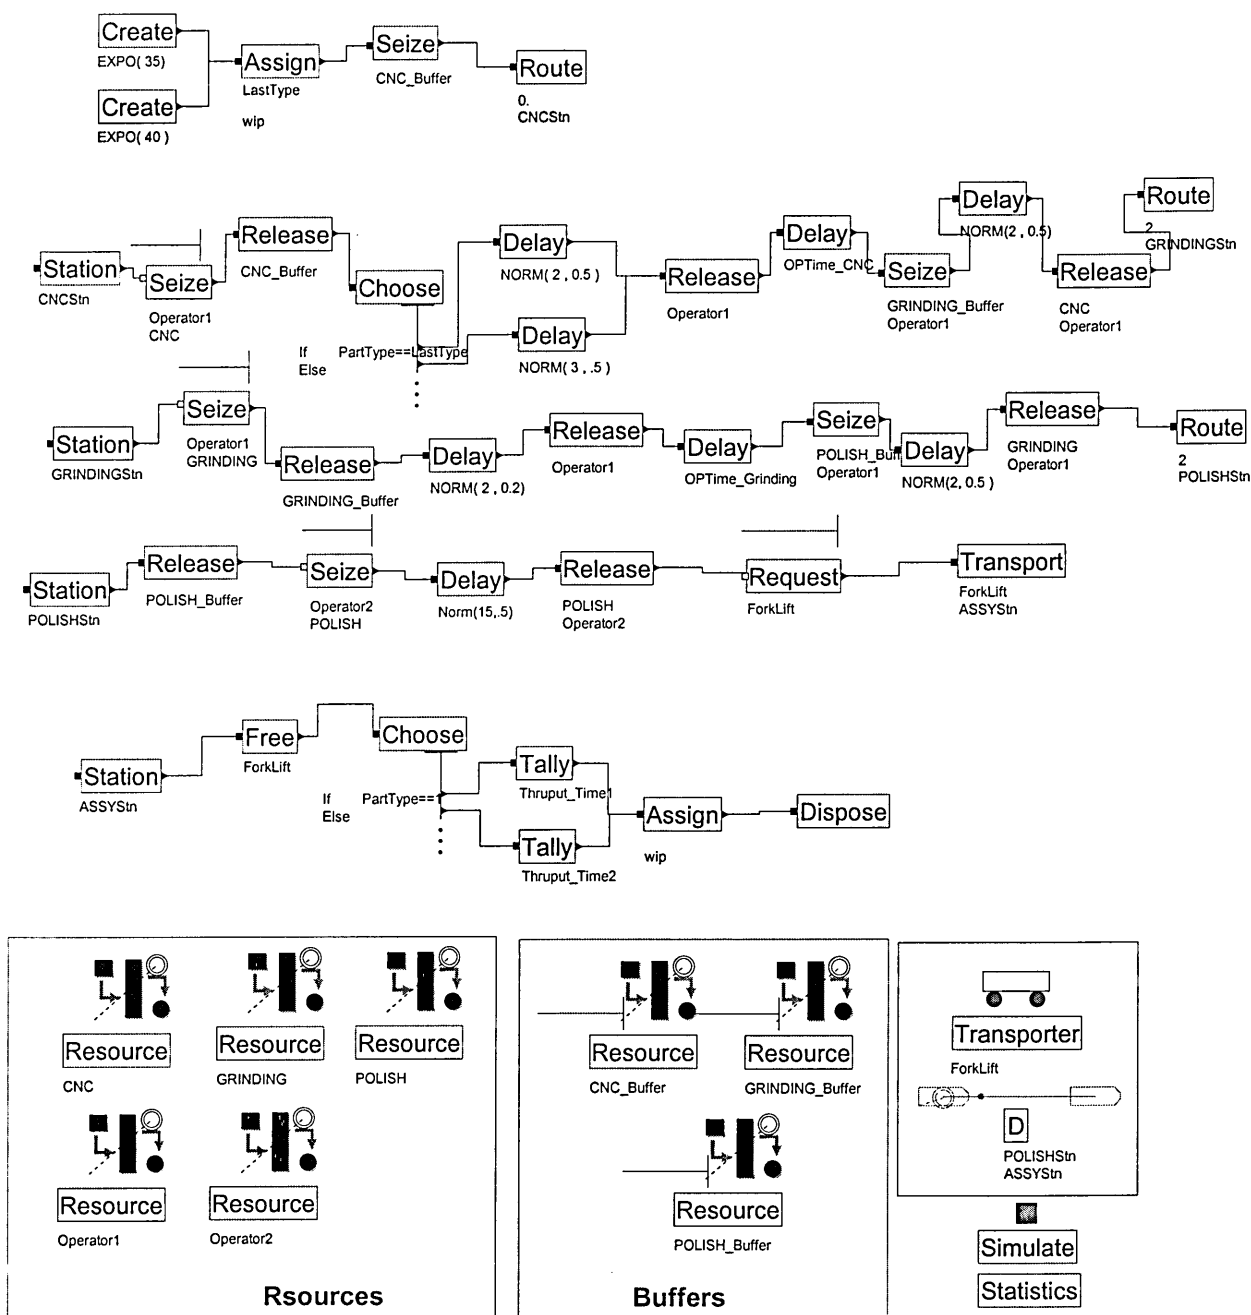 Create
EXPO( 35)
Create
EXPO( 40 )
Assign
LastType
wip
Seize
CNC_Buffer
Route
0.
CNCStn
Station
CNCStn
Seize
Operator1
CNC
Release
CNC_Buffer
Choose
If PartType==LastType
Else
Delay
NORM( 2 , 0.5 )
Delay
NORM( 3 , .5 )
Release
Operator1
Delay
OPTime_CNC
Seize
GRINDING_Buffer
Operator1
Delay
NORM(2 , 0.5)
Release
CNC
Operator1
Route
2
GRINDINGStn
Station
GRINDINGStn
Seize
Operator1
GRINDING
Release
GRINDING_Buffer
Delay
NORM( 2 , 0.2)
Release
Operator1
Delay
OPTime_Grinding
Seize
POLISH_Buff
Operator1
Delay
NORM(2, 0.5 )
Release
GRINDING
Operator1
Route
2
POLISHStn
Station
POLISHStn
Release
POLISH_Buffer
Seize
Operator2
POLISH
Delay
Norm(15,.5)
Release
POLISH
Operator2
Request
ForkLift
Transport
ForkLift
ASSYStn
Station
ASSYStn
Free
ForkLift
Choose
If PartType==1
Else
Tally
Thruput_Time1
Tally
Thruput_Time2
Assign
wip
Dispose
Resource
CNC
Resource
GRINDING
Resource
POLISH
Resource
Operator1
Resource
Operator2
Rsources
Resource
CNC_Buffer
Resource
GRINDING_Buffer
Resource
POLISH_Buffer
Buffers
Transporter
ForkLift
D
POLISHStn
ASSYStn
Simulate
Statistics